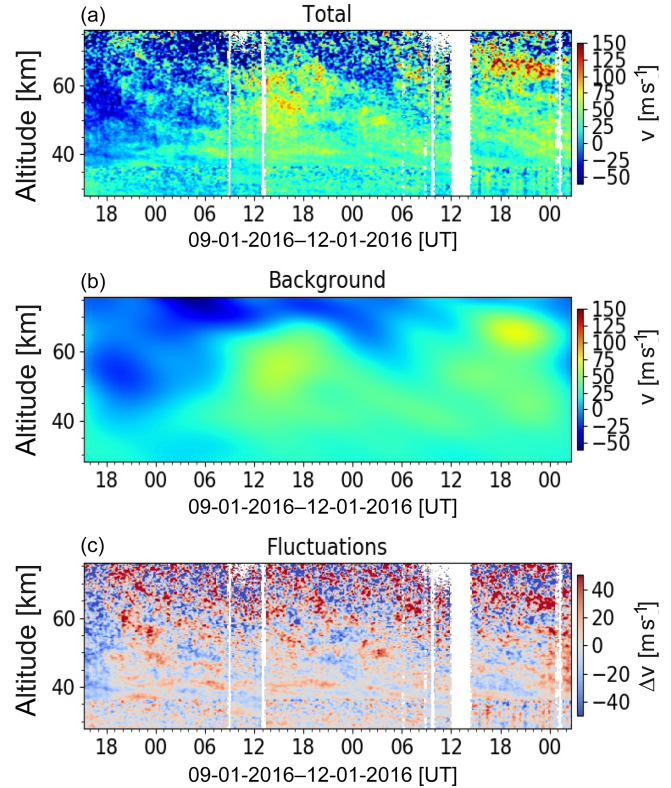 (a) Total
Altitude [km]
60
40
150
125
100
75
50
25
0
−25
−50
v [m s⁻¹]
18 00 06 12 18 00 06 12 18 00
09-01-2016–12-01-2016 [UT]
(b) Background
Altitude [km]
60
40
150
125
100
75
50
25
0
−25
−50
v [m s⁻¹]
18 00 06 12 18 00 06 12 18 00
09-01-2016–12-01-2016 [UT]
(c) Fluctuations
Altitude [km]
60
40
40
20
0
−20
−40
Δv [m s⁻¹]
18 00 06 12 18 00 06 12 18 00
09-01-2016–12-01-2016 [UT]